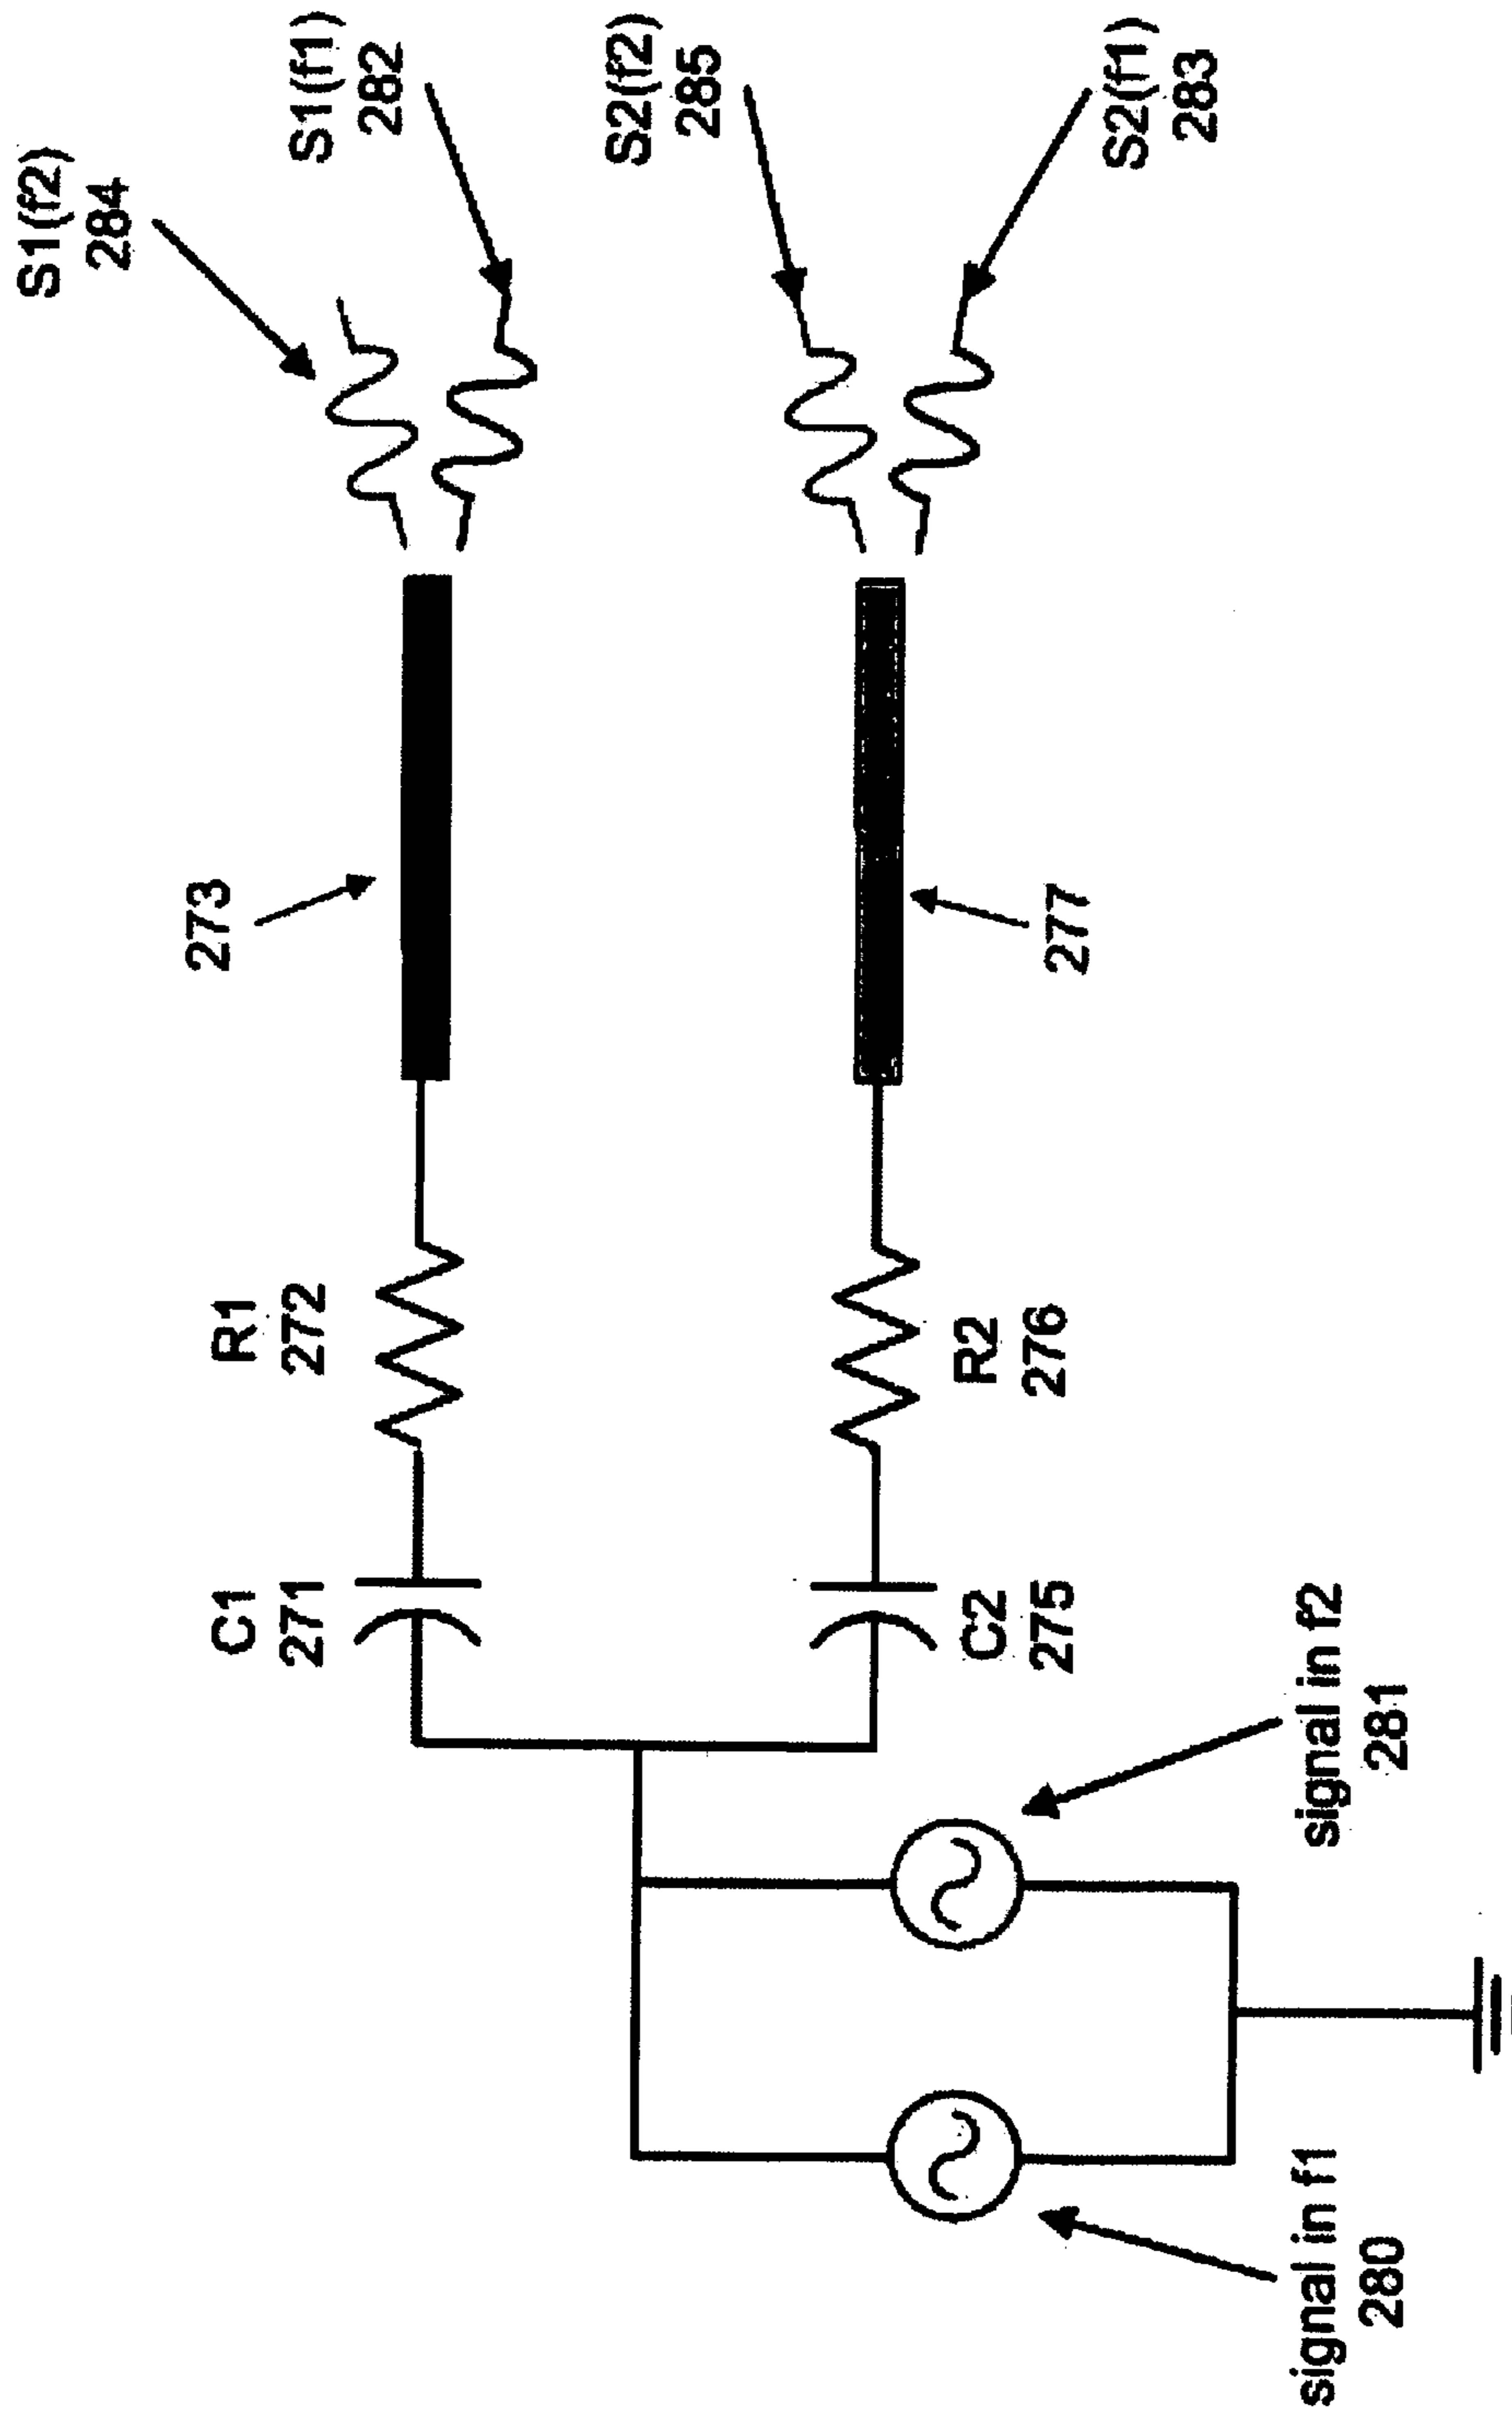 S1(f2)
284
S1(f1)
282
S2(f2)
285
S2(f1)
283
273
277
R1
272
R2
276
C1
271
C2
275
signal in f2
281
signal in f1
280